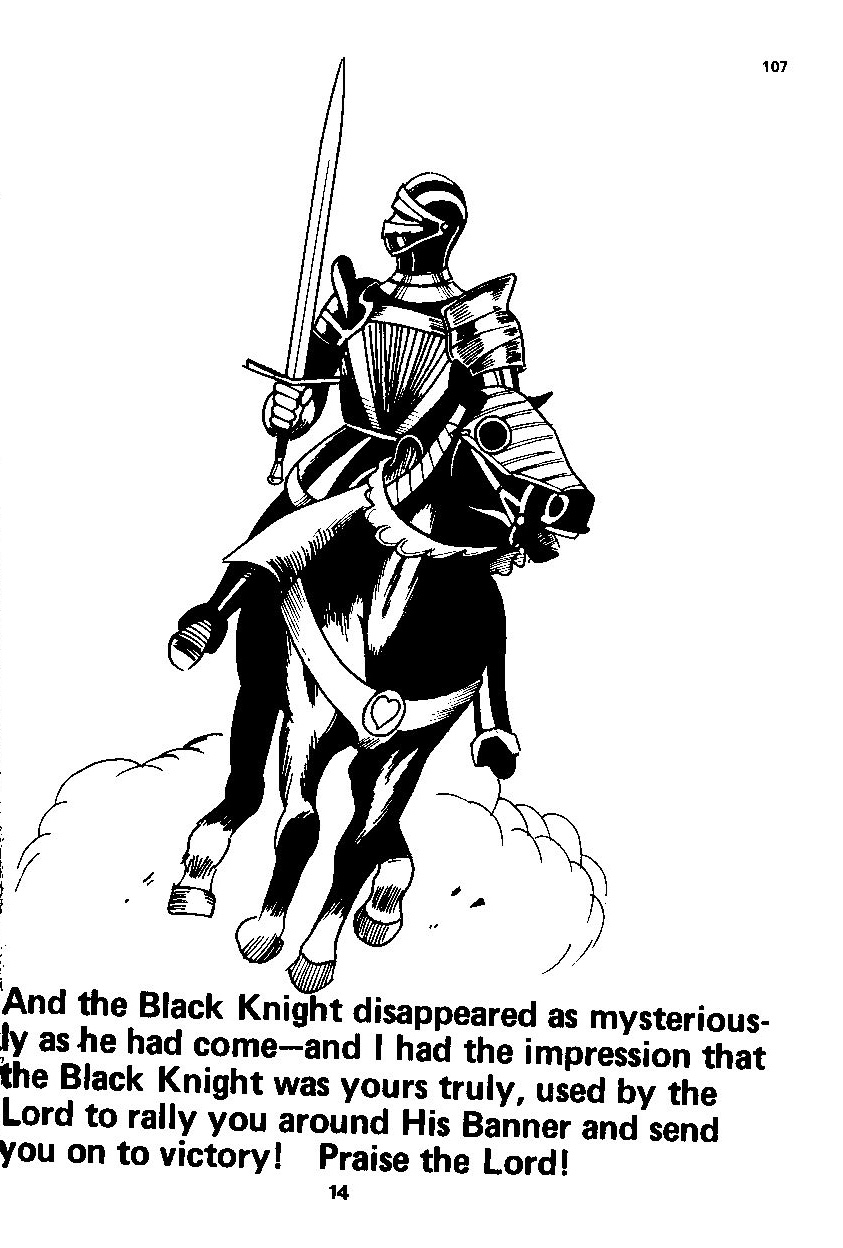 107
And the Black Knight disappeared as mysterious-
ly as he had come—and I had the impression that
the Black Knight was yours truly, used by the
Lord to rally you around His Banner and send
you on to victory! Praise the Lord!
14